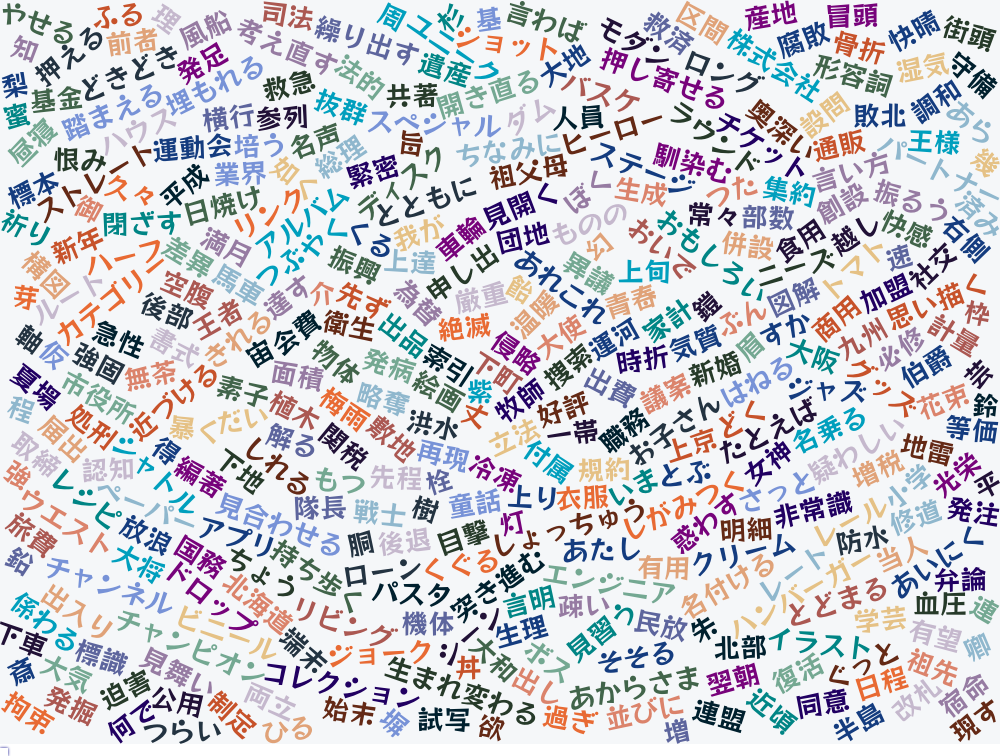 やせる
ふる
理
風船
司法
繰り出す
周
ユニーク
杉
基
言わば
ショット
モダン
救済
区間
産地
冒頭
快晴
街頭
知
押える
前者
どきどき
発足
考え直す
法的
遺産
大地
押し寄せる
ロング
株式会社
腐敗
骨折
形容詞
湿気
守備
梨
蜜
基金
踏まえる
埋もれる
救急
抜群
共著
開き直る
バスケ
奥深い
設問
敗北
調和
あら
昼寝
ハウス
横行
参列
スペシャル
ダム
人員
ヒーロー
ラウンド
チケット
通販
王様
幾
恨み
ストレート
運動会
培う
名声
総理
旨
ちなみに
ステージ
馴染む
パートナー
標本
久々
平成
業界
如く
緊密
ディスク
祖父母
ぼく
生成
つた
集約
言い方
済み
祈り
御
閉ざす
日焼け
リンク
アルバム
とともに
見開く
ものの
常々
部数
創設
振るう
快感
右側
新年
ハーフ
差異
満月
つぶやく
くる
我が
車輪
団地
幻
おいで
おもしろい
併設
食用
ニーズ
越し
速
社交
横図
ルート
カテゴリー
馬車
振興
上達
申し出
あれこれ
異議
上旬
トマト
加盟
芽
空腹
達す
介
先ず
為替
厳重
飴
温暖
青春
家計
鎧
ぶん
図解
商用
思い描く
枠
後部
王者
きれる
宙
会費
衛生
出品
絶滅
侵略
大使
運河
気質
すか
九州
計量
軸
仮
急性
書式
物体
発病
索引
下町
捜索
時折
新婚
眉
大阪
必修
伯爵
芸
夏場
強固
無茶
近づける
素子
面積
略奪
絵画
紫
丈
牧師
出費
議案
はねる
ジャズ
グッズ
花束
鈴
程
市役所
処刑
暴く
くだい
植木
梅雨
敷地
洪水
立法
好評
一帯
職務
お子さん
上京
どく
たとえば
名乗る
等価
取締
届出
ジャトル
得
解る
関税
再現
冷凍
付属
規約
いま
とぶ
女神
疑わしい
地雷
光栄
平
強
認知
編著
下地
しれる
もつ
先程
栓
上り
衣服
しがみつく
さっと
増税
小学
発注
ウエスト
レシピ
ペーパー
見合わせる
隊長
戦士
樹
童話
灯
しょっちゅう
惑わす
明細
非常識
レール
修道
旅費
放浪
アプリ
胴
後退
目撃
あたし
クリーム
防水
当人
鉛
大将
国務
持ち歩く
ローン
くぐる
突き進む
エンジニア
有用
名付ける
レート
ハンバーガー
あいにく
弁論
チャンネル
ドロップ
ちょう
パスタ
言明
疎い
とどまる
血圧
連
係わる
出入り
ビニール
北海道
リビング
機体
ソーン
生理
見習う
民放
朱
学芸
有望
卿
下車
標識
チャンピオン
端末
ジョーク
大和
ボス
そそる
北部
イラスト
祖先
斎
大気
見舞い
コレクション
生まれ変わる
丼
出し
あからさま
翌朝
復活
ぐっと
宿命
拘束
発掘
迫害
公用
制定
両立
始末
塀
試写
欲
過ぎ
並びに
連盟
近頃
同意
日程
改札
現す
何で
つらい
ひる
増
半島